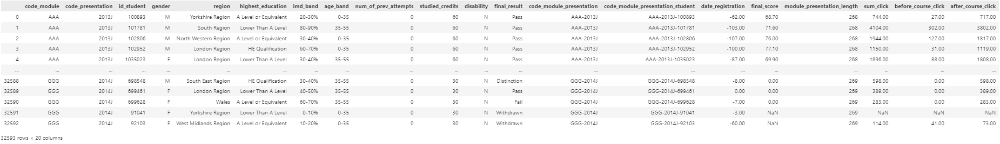 code_module code_presentation id_student gender region highest_education imd_band age_band num_of_prev_attempts studied_credits disability final_result code_module_presentation code_module_presentation_student date_registration final_score module_presentation_length sum_click before_course_click after_course_click
0 AAA 2013J 100893 M Yorkshire Region A Level or Equivalent 20-30% 0-35 0 60 N Pass AAA-2013J AAA-2013J-100893 -62.00 68.70 268 744.00 27.00 717.00
1 AAA 2013J 101781 M South Region Lower Than A Level 80-90% 35-55 0 60 N Pass AAA-2013J AAA-2013J-101781 -103.00 71.60 268 4104.00 302.00 3802.00
2 AAA 2013J 102806 M North Western Region A Level or Equivalent 30-40% 0-35 0 60 N Pass AAA-2013J AAA-2013J-102806 -107.00 76.00 268 1944.00 127.00 1817.00
3 AAA 2013J 102952 M London Region HE Qualification 60-70% 0-35 0 60 N Pass AAA-2013J AAA-2013J-102952 -100.00 77.10 268 1150.00 31.00 1119.00
4 AAA 2013J 1035023 F London Region Lower Than A Level 30-40% 35-55 0 60 N Pass AAA-2013J AAA-2013J-1035023 -87.00 69.90 268 1896.00 88.00 1808.00
... ... ... ... ... ... ... ... ... ... ... ... ... ... ... ... ... ... ... ... ...
32588 GGG 2014J 698548 M South East Region HE Qualification 30-40% 35-55 0 30 N Distinction GGG-2014J GGG-2014J-698548 -8.00 0.00 269 598.00 0.00 598.00
32589 GGG 2014J 699461 F London Region Lower Than A Level 40-50% 35-55 0 30 N Pass GGG-2014J GGG-2014J-699461 0.00 0.00 269 389.00 0.00 389.00
32590 GGG 2014J 699628 F Wales A Level or Equivalent 60-70% 35-55 0 30 N Fail GGG-2014J GGG-2014J-699628 -7.00 0.00 269 283.00 0.00 283.00
32591 GGG 2014J 91041 F Yorkshire Region Lower Than A Level 0-10% 0-35 0 30 N Withdrawn GGG-2014J GGG-2014J-91041 -3.00 NaN 269 NaN NaN NaN
32592 GGG 2014J 92103 F West Midlands Region A Level or Equivalent 10-20% 0-35 0 30 N Withdrawn GGG-2014J GGG-2014J-92103 -60.00 NaN 269 114.00 41.00 73.00
32593 rows × 20 columns